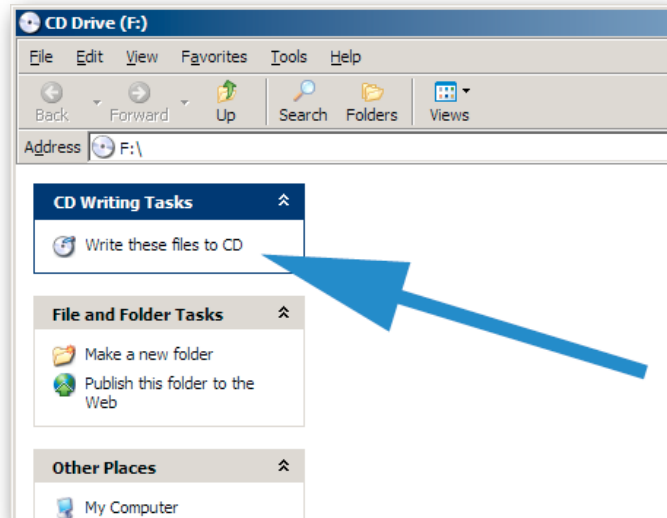 CD Drive (F:)
File Edit View Favorites Tools Help
Back Forward Up Search Folders Views
Address F:\
CD Writing Tasks
Write these files to CD
File and Folder Tasks
Make a new folder
Publish this folder to the
Web
Other Places
My Computer